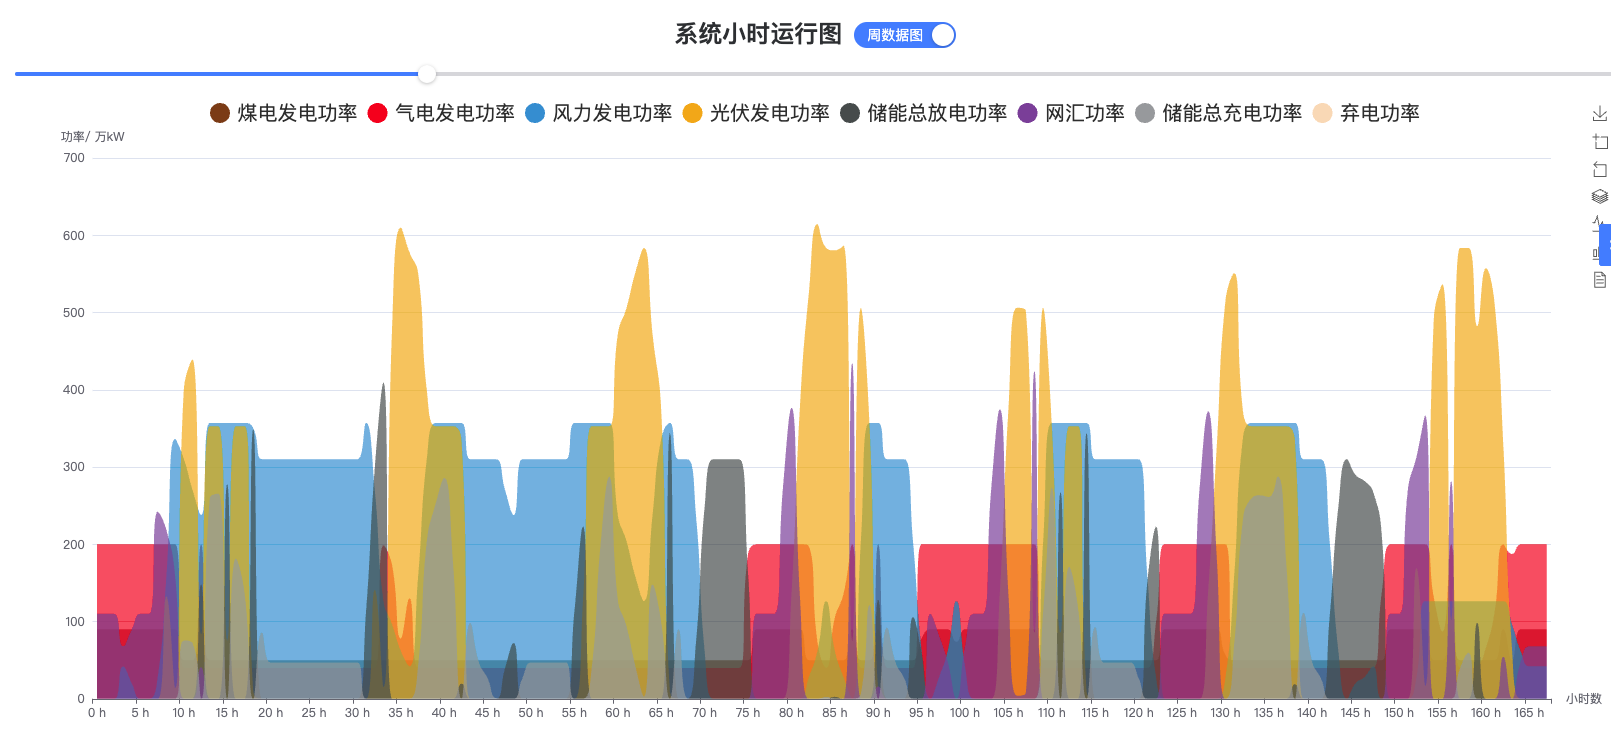 系统小时运行图 周数据图
煤电发电功率 气电发电功率 风力发电功率 光伏发电功率 储能总放电功率 网汇功率 储能总充电功率 弃电功率
功率/ 万kW
700
600
500
400
300
200
100
0
0 h 5 h 10 h 15 h 20 h 25 h 30 h 35 h 40 h 45 h 50 h 55 h 60 h 65 h 70 h 75 h 80 h 85 h 90 h 95 h 100 h 105 h 110 h 115 h 120 h 125 h 130 h 135 h 140 h 145 h 150 h 155 h 160 h 165 h
小时数